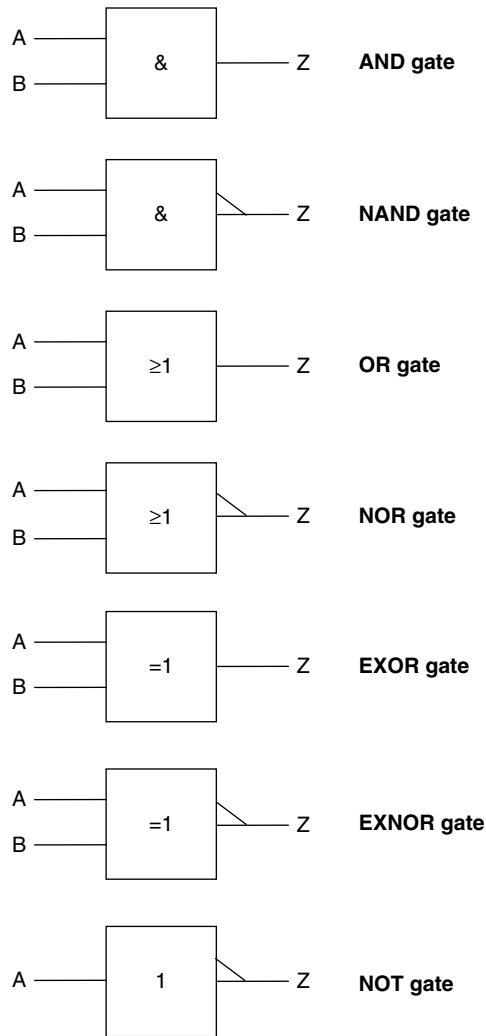 A
B
& Z AND gate
A
B
& Z NAND gate
A
B
≥1 Z OR gate
A
B
≥1 Z NOR gate
A
B
=1 Z EXOR gate
A
B
=1 Z EXNOR gate
A 1 Z NOT gate